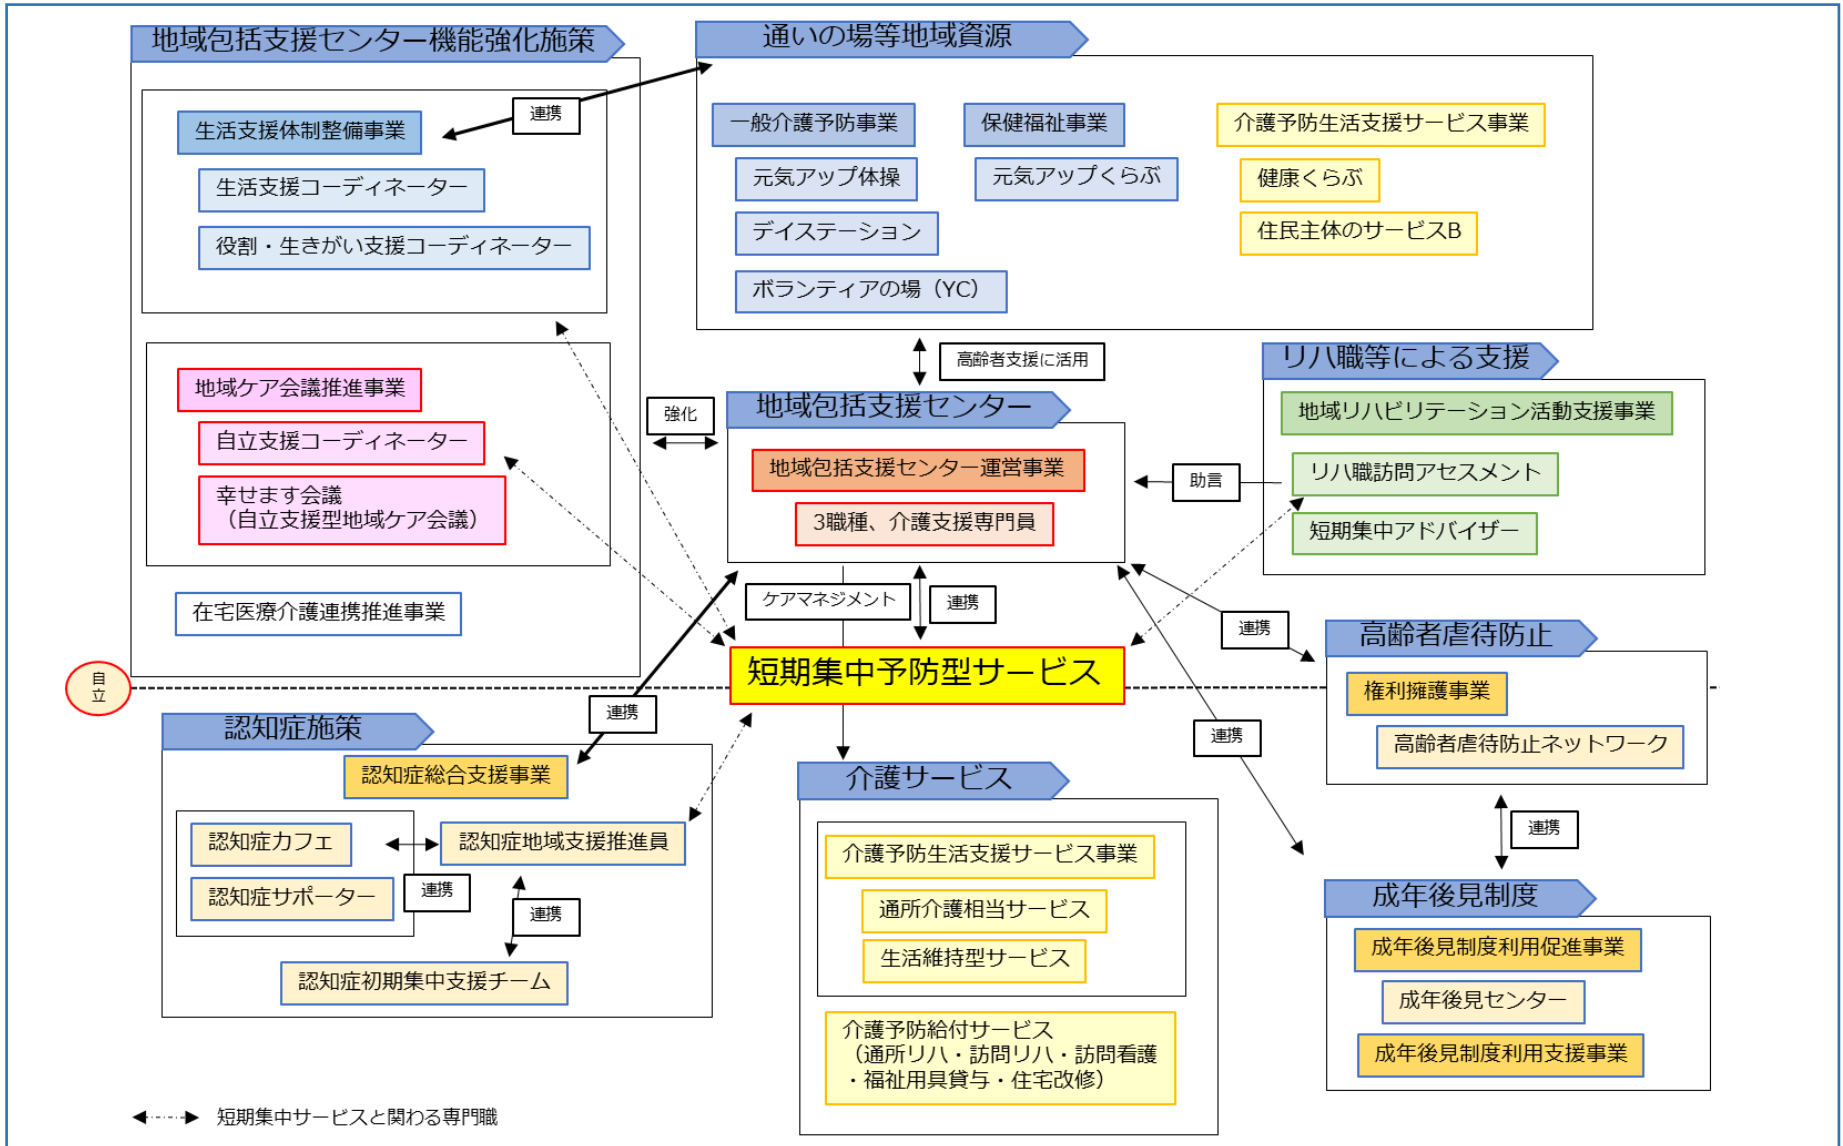 地域包括支援センター機能強化施策
連携
生活支援体制整備事業
生活支援コーディネーター
役割・生きがい支援コーディネーター
地域ケア会議推進事業
自立支援コーディネーター
幸せます会議
（自立支援型地域ケア会議）
在宅医療介護連携推進事業
通いの場等地域資源
一般介護予防事業
元気アップ体操
デイステーション
ボランティアの場（YC）
保健福祉事業
元気アップくらぶ
介護予防生活支援サービス事業
健康くらぶ
住民主体のサービスB
高齢者支援に活用
強化
地域包括支援センター
地域包括支援センター運営事業
3職種、介護支援専門員
助言
リハ職等による支援
地域リハビリテーション活動支援事業
リハ職訪問アセスメント
短期集中アドバイザー
ケアマネジメント
連携
連携
短期集中予防型サービス
自
立
連携
連携
高齢者虐待防止
権利擁護事業
高齢者虐待防止ネットワーク
連携
成年後見制度
成年後見制度利用促進事業
成年後見センター
成年後見制度利用支援事業
認知症施策
認知症総合支援事業
認知症カフェ
認知症サポーター
認知症地域支援推進員
連携
連携
認知症初期集中支援チーム
介護サービス
介護予防生活支援サービス事業
通所介護相当サービス
生活維持型サービス
介護予防給付サービス
（通所リハ・訪問リハ・訪問看護
・福祉用具貸与・住宅改修）
短期集中サービスと関わる専門職